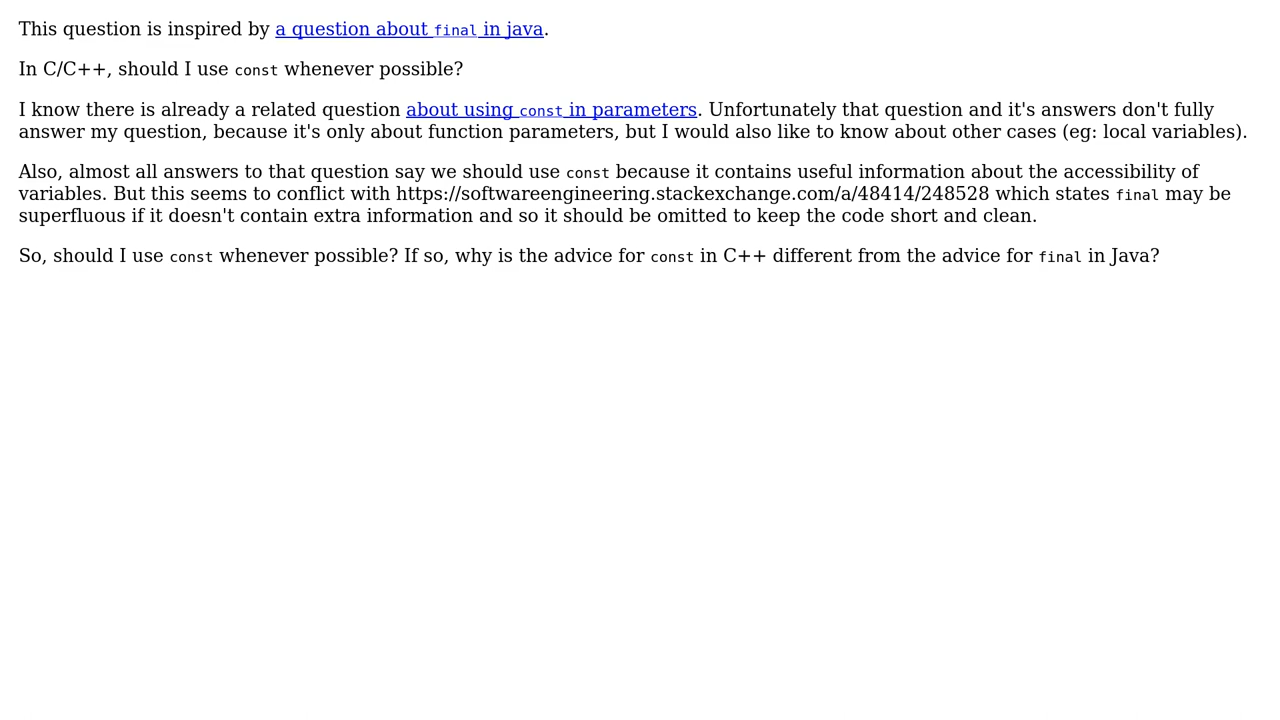 This question is inspired by a question about final in java.
In C/C++, should I use const whenever possible?
I know there is already a related question about using const in parameters. Unfortunately that question and it's answers don't fully
answer my question, because it's only about function parameters, but I would also like to know about other cases (eg: local variables).
Also, almost all answers to that question say we should use const because it contains useful information about the accessibility of
variables. But this seems to conflict with https://softwareengineering.stackexchange.com/a/48414/248528 which states final may be
superfluous if it doesn't contain extra information and so it should be omitted to keep the code short and clean.
So, should I use const whenever possible? If so, why is the advice for const in C++ different from the advice for final in Java?